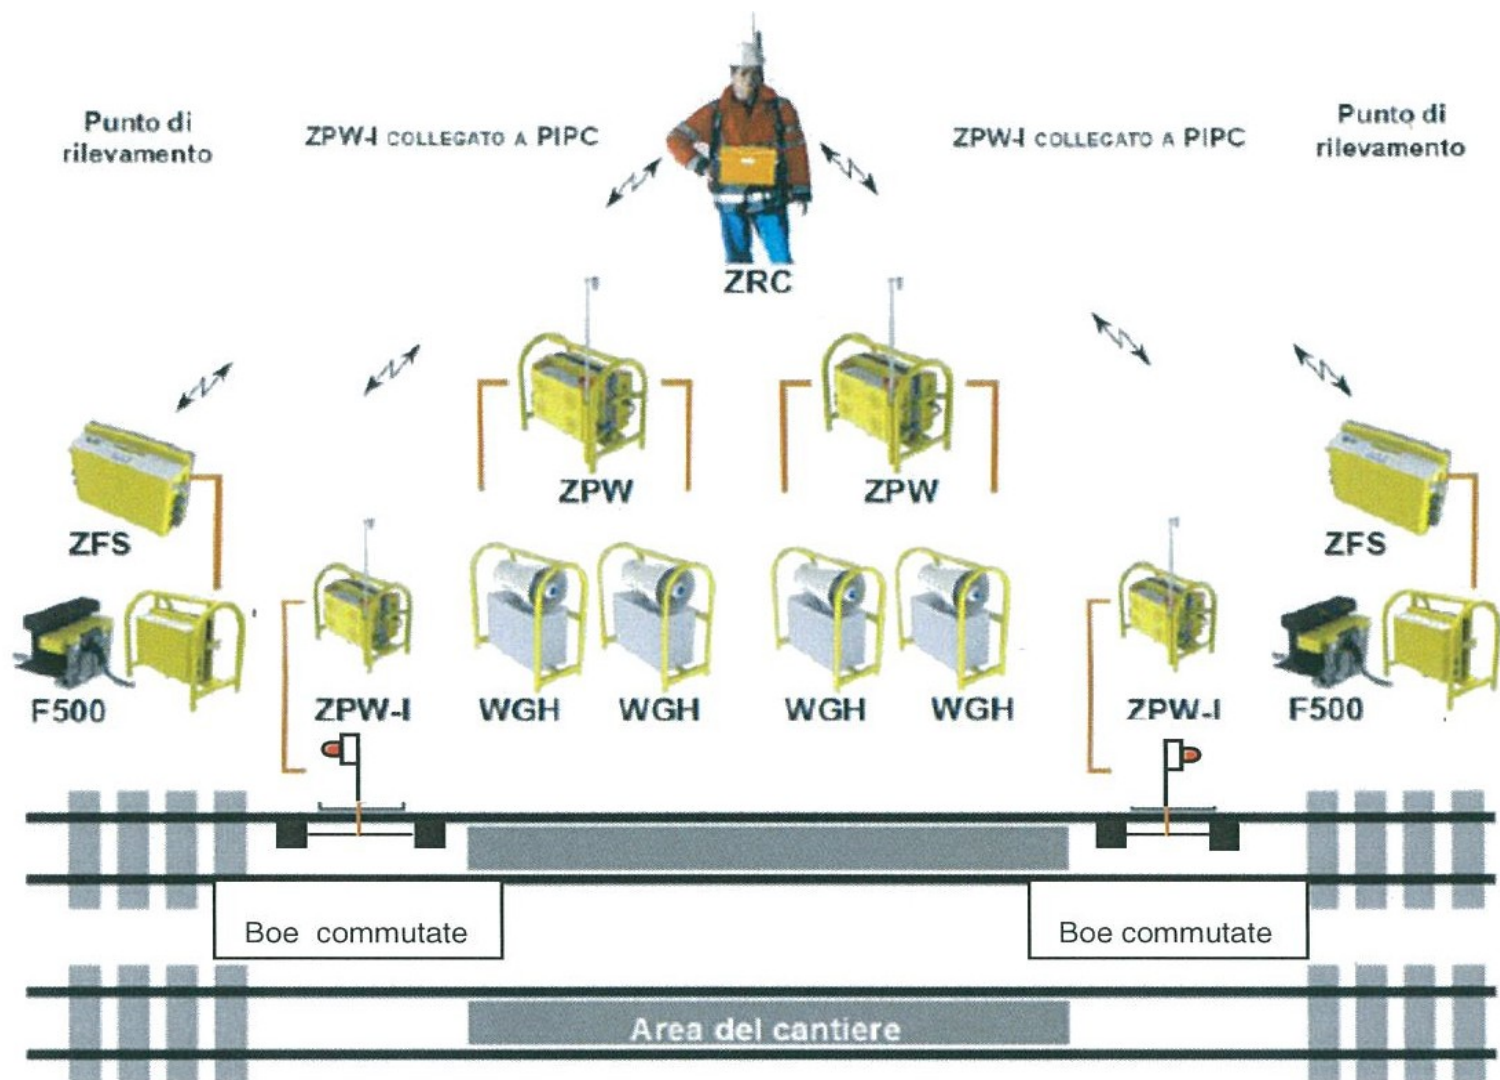 Punto di
rilevamento
ZPW-I COLLEGATO A PIPC
ZPW-I COLLEGATO A PIPC
Punto di
rilevamento
ZRC
ZPW
ZPW
ZFS
ZFS
F500
ZPW-I
WGH
WGH
WGH
WGH
ZPW-I
F500
Boe commutate
Boe commutate
Area del cantiere